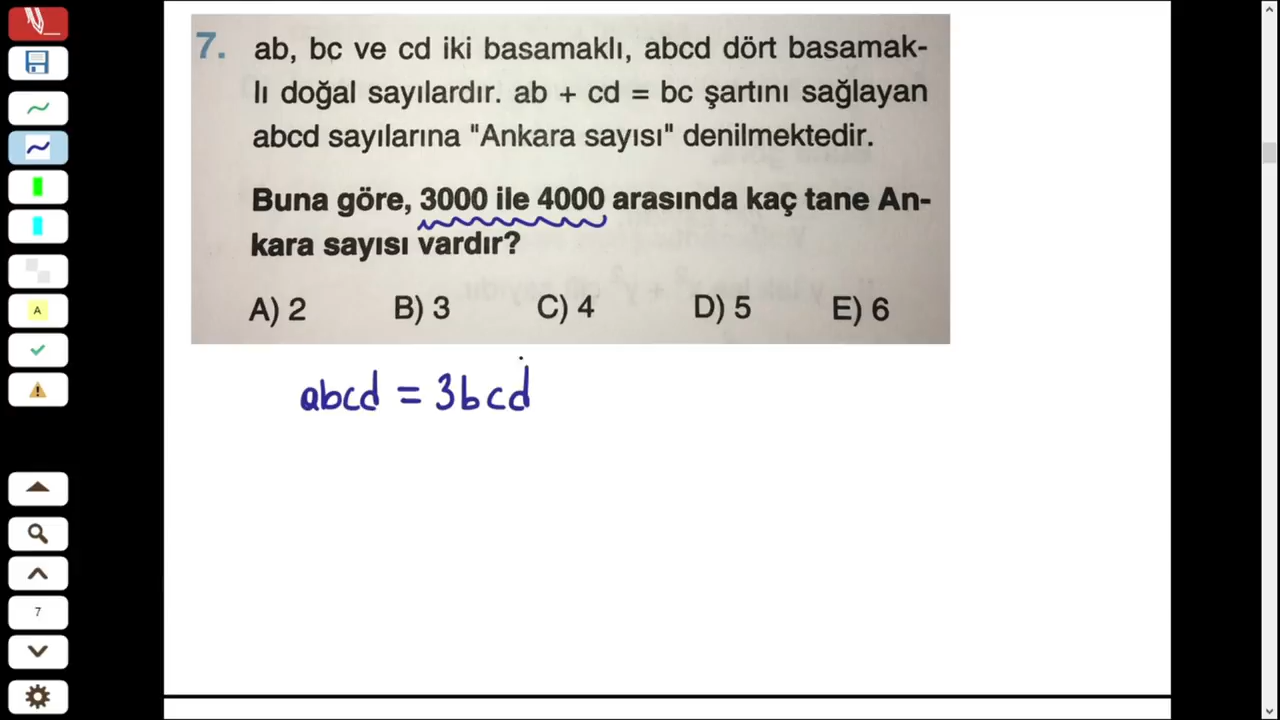 7. ab, bc ve cd iki basamaklı, abcd dört basamak-
lı doğal sayılardır. ab + cd = bc şartını sağlayan
abcd sayılarına "Ankara sayısı" denilmektedir.
Buna göre, 3000 ile 4000 arasında kaç tane An-
kara sayısı vardır?
A) 2 B) 3 C) 4 D) 5 E) 6
abcd = 3bcd
A
7